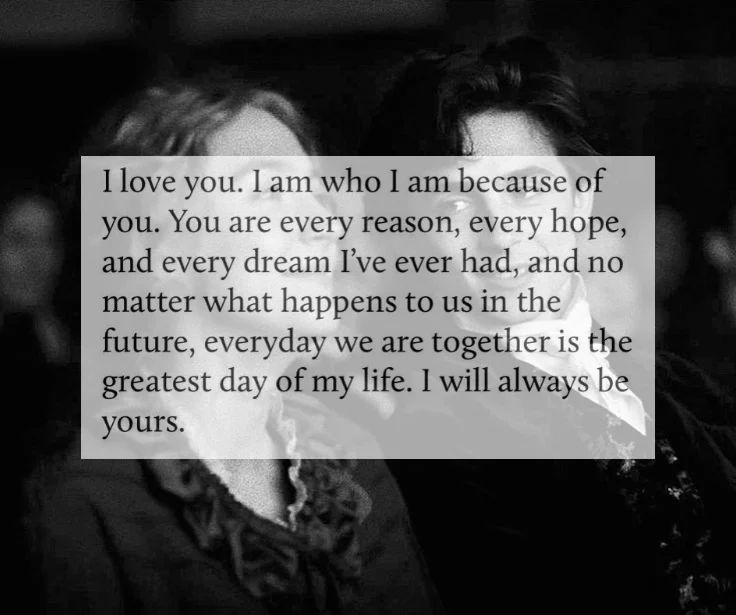 I love you. I am who I am because of
you. You are every reason, every hope,
and every dream I've ever had, and no
matter what happens to us in the
future, everyday we are together is the
greatest day of my life. I will always be
yours.